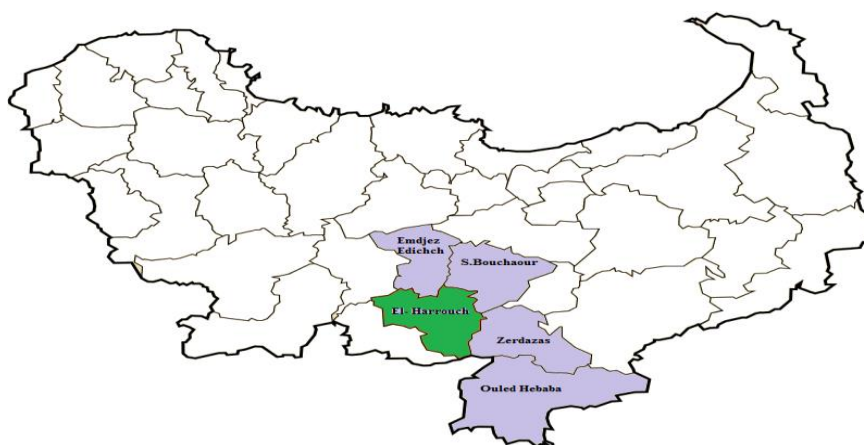 Emdjez
Edichch
S.Bouchaour
El- Harrouch
Zerdazas
Ouled Hebaba